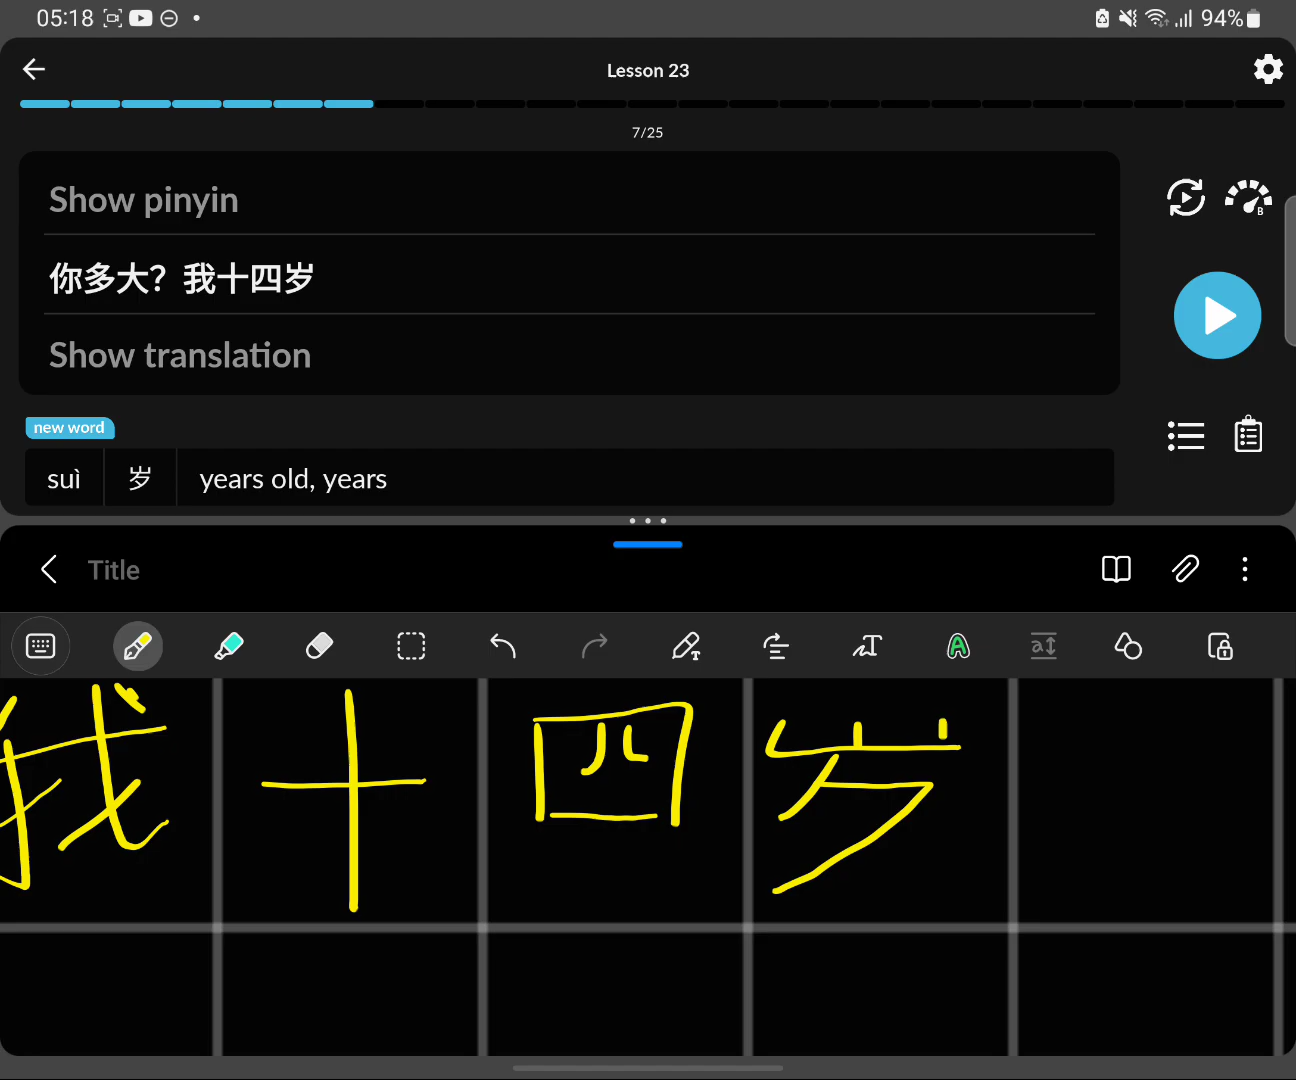 05:18
94%
Lesson 23
7/25
Show pinyin
你多大？我十四岁
Show translation
new word
suì 岁 years old, years
Title
我十四岁